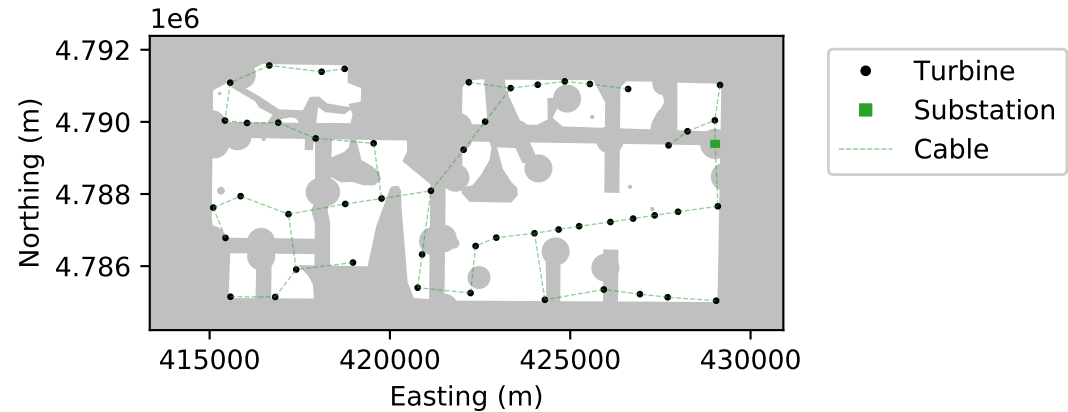 1e6
4.792
4.790
4.788
4.786
Northing (m)
415000 420000 425000 430000
Easting (m)
Turbine
Substation
Cable